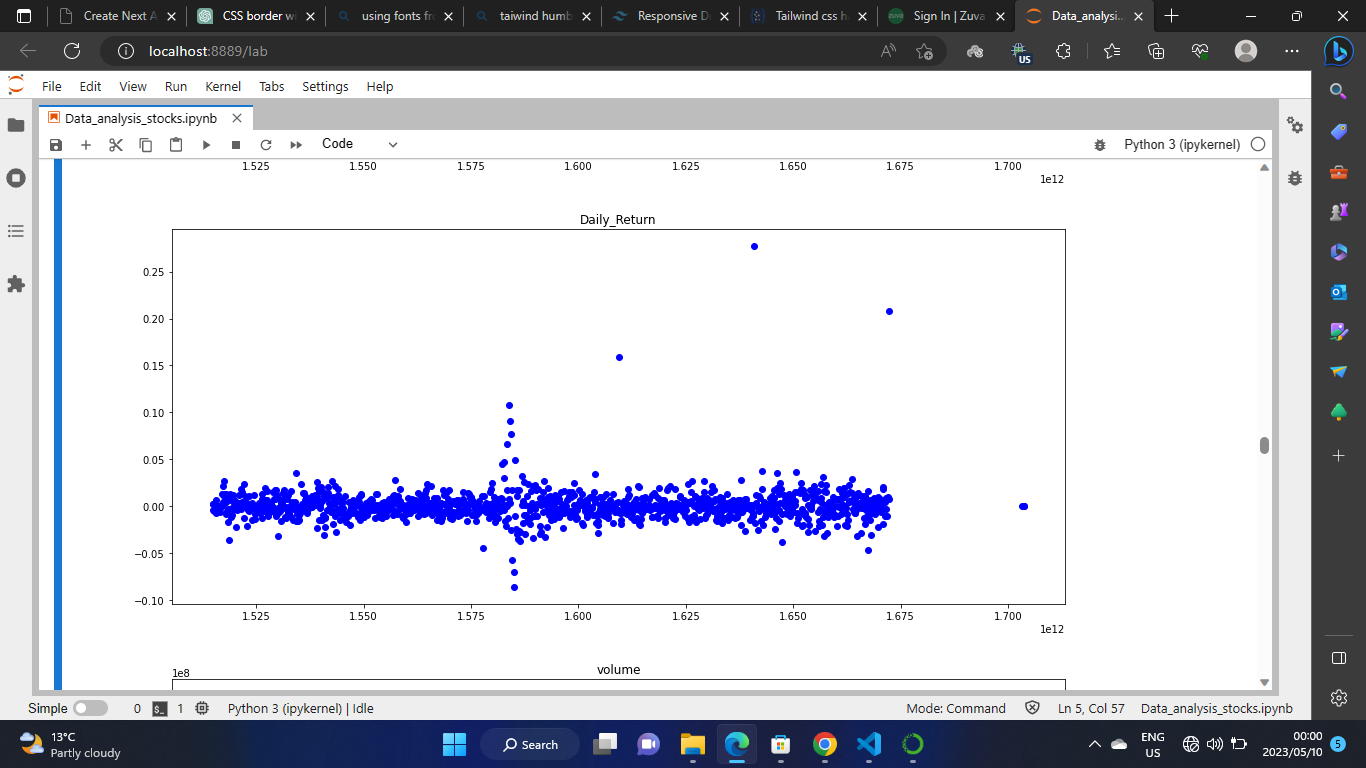 Create Next A
CSS border wi
using fonts fro
taiwind humb
Responsive D
Tailwind css h
Sign In | Zuva
Data_analysi...
localhost:8889/lab
US
File Edit View Run Kernel Tabs Settings Help
Data_analysis_stocks.ipynb
Code
Python 3 (ipykernel)
1.525 1.550 1.575 1.600 1.625 1.650 1.675 1.700
1e12
Daily_Return
0.25
0.20
0.15
0.10
0.05
0.00
−0.05
−0.10
1.525 1.550 1.575 1.600 1.625 1.650 1.675 1.700
1e12
1e8
volume
Simple 0 1 Python 3 (ipykernel) | Idle Mode: Command Ln 5, Col 57 Data_analysis_stocks.ipynb
13°C
Partly cloudy
Search
ENG
US
00:00
2023/05/10
5